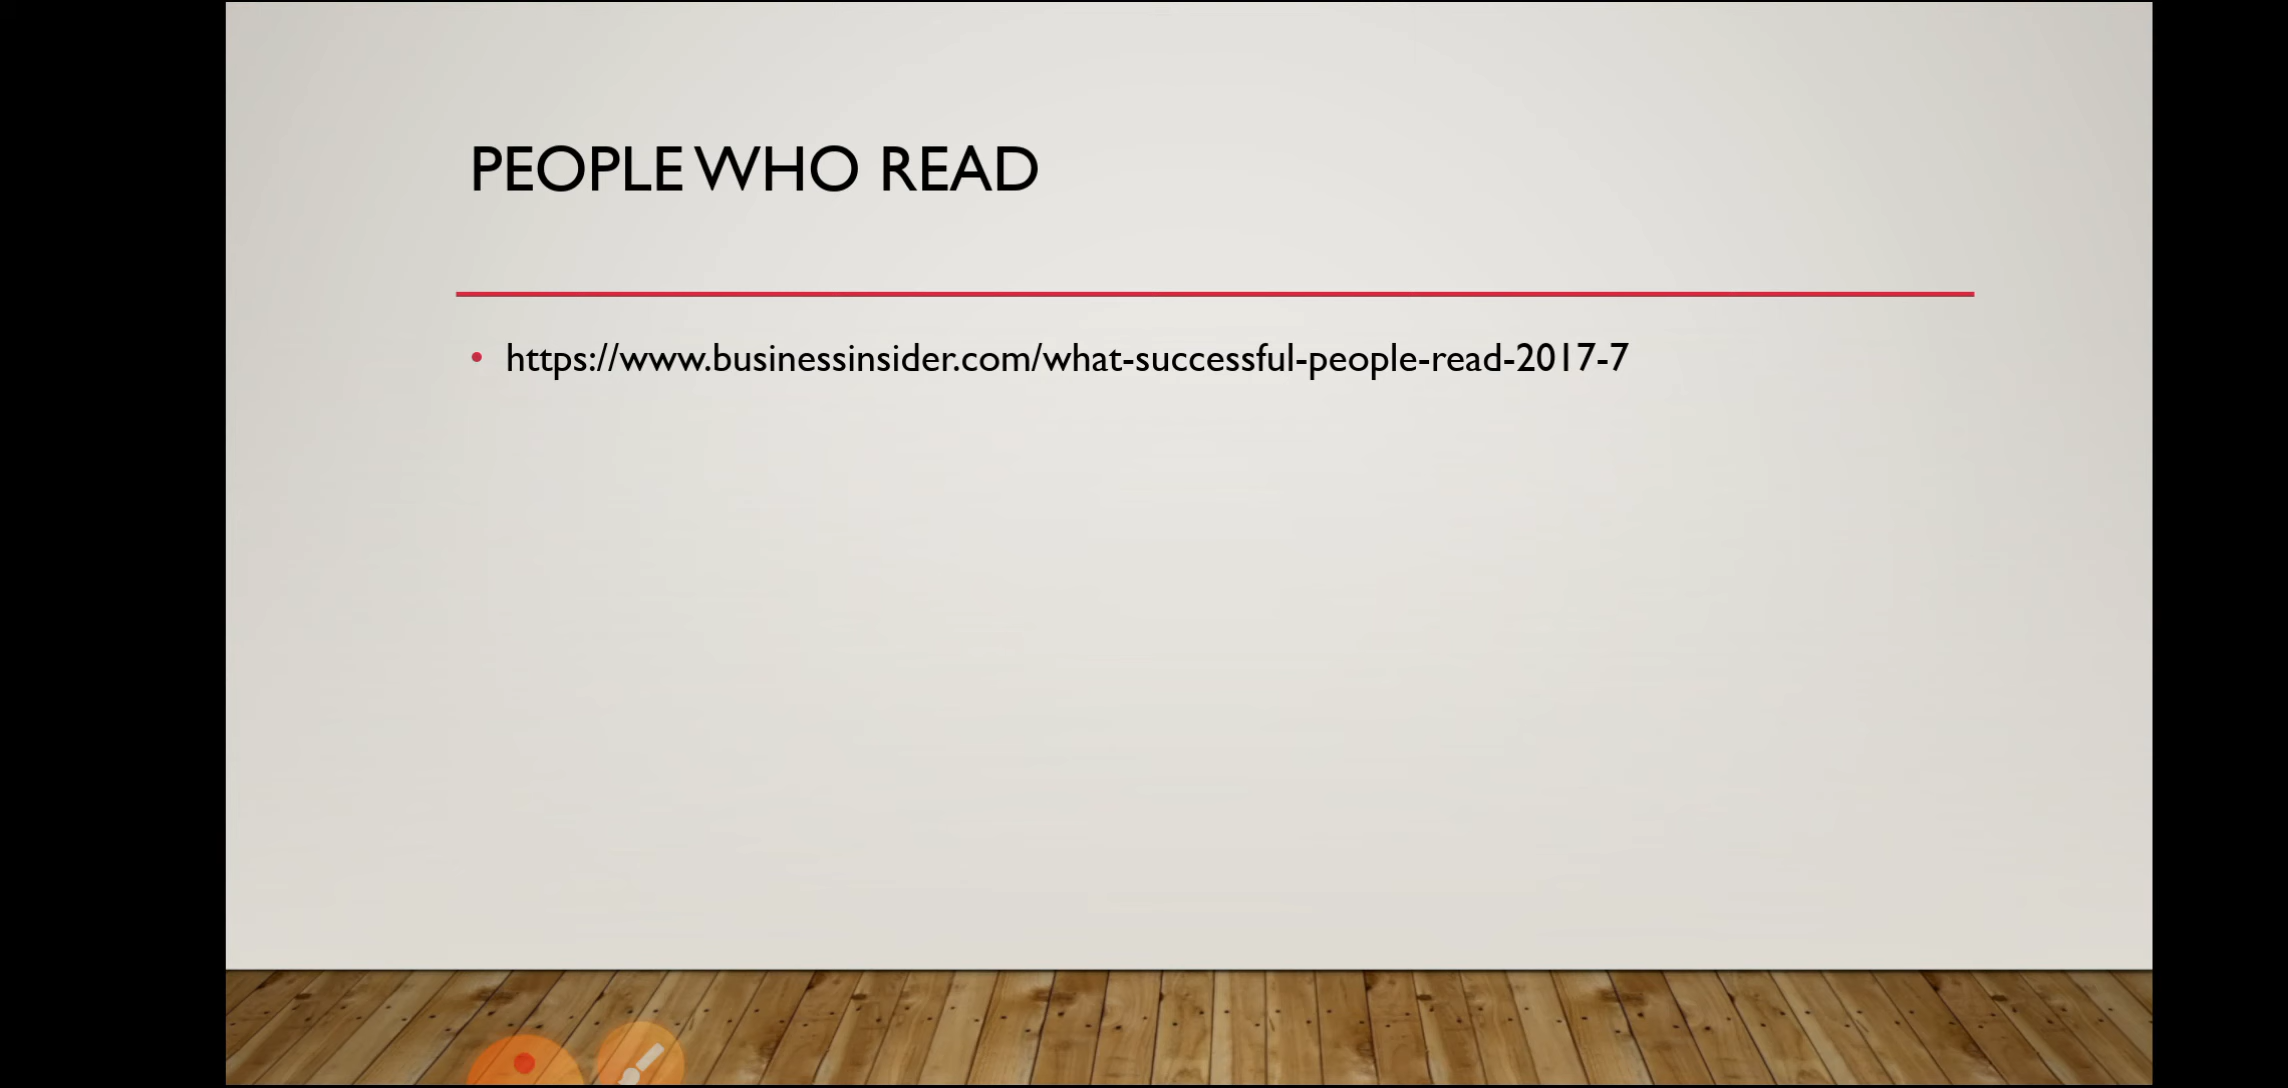 PEOPLE WHO READ
• https://www.businessinsider.com/what-successful-people-read-2017-7